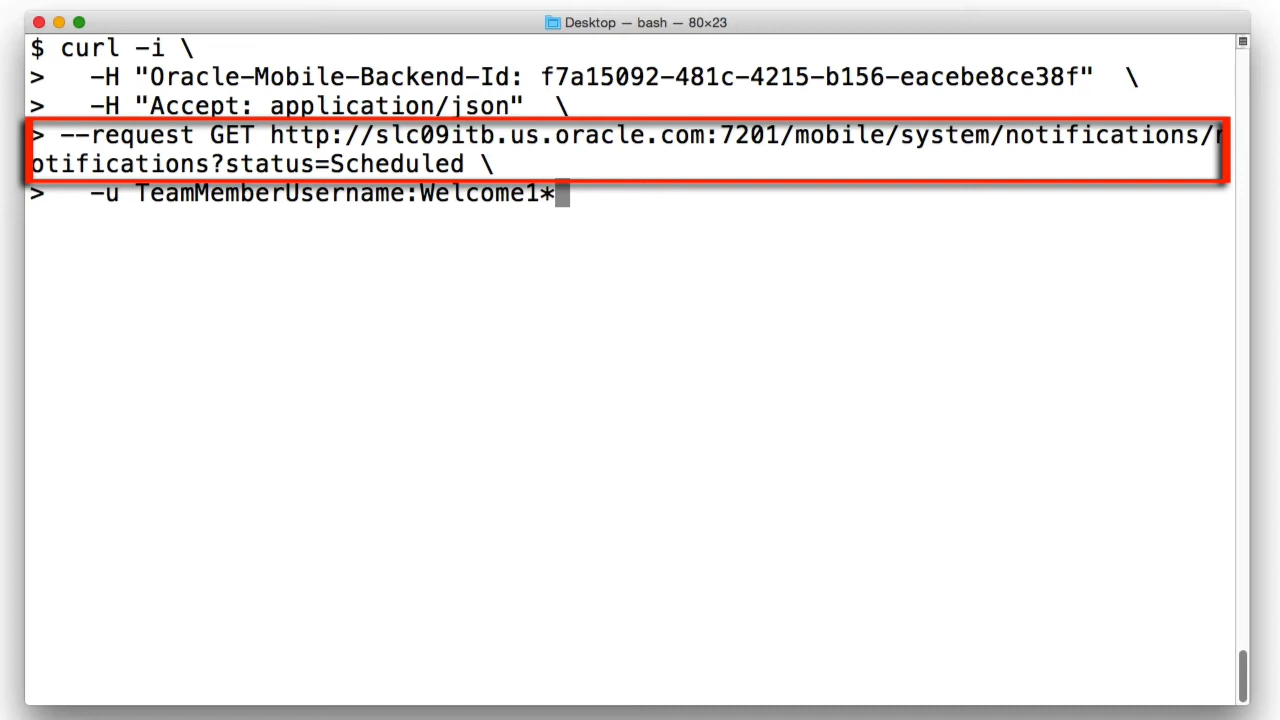 Desktop — bash — 80×23
$ curl -i \
>   -H "Oracle-Mobile-Backend-Id: f7a15092-481c-4215-b156-eacebe8ce38f"  \
>   -H "Accept: application/json"  \
> --request GET http://slc09itb.us.oracle.com:7201/mobile/system/notifications/n
otifications?status=Scheduled \
>   -u TeamMemberUsername:Welcome1*